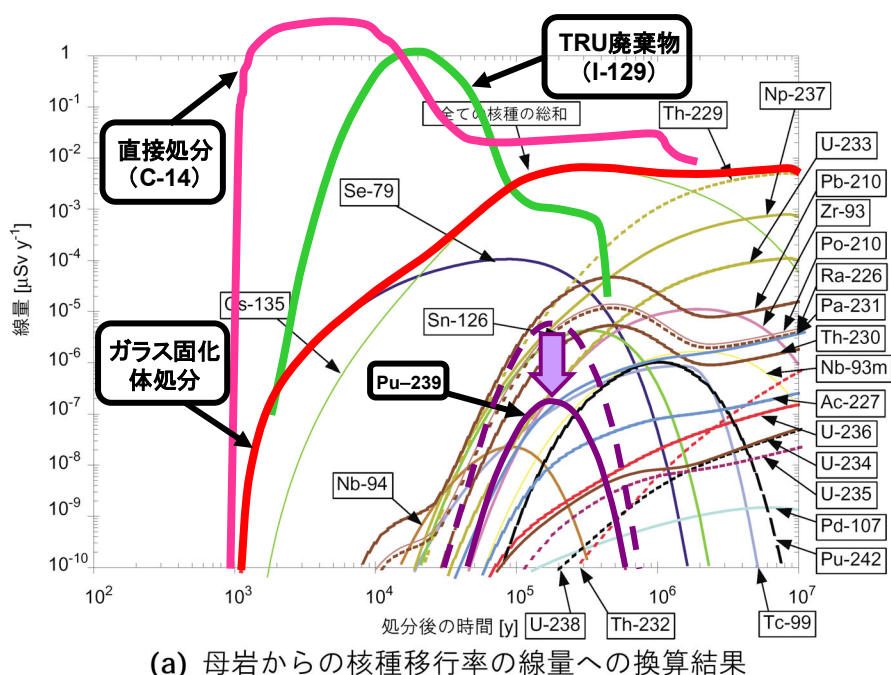 TRU廃棄物
（I-129）
直接処分
（C-14）
全ての核種の総和
Th-229
Np-237
U-233
Pb-210
Zr-93
Po-210
Ra-226
Pa-231
Th-230
Nb-93m
Ac-227
U-236
U-234
U-235
Pd-107
Pu-242
Se-79
Cs-135
Sn-126
ガラス固化
体処分
Pu–239
Nb-94
U-238
Th-232
Tc-99
線量 [μSv y⁻¹]
1
10⁻¹
10⁻²
10⁻³
10⁻⁴
10⁻⁵
10⁻⁶
10⁻⁷
10⁻⁸
10⁻⁹
10⁻¹⁰
10²
10³
10⁴
10⁵
10⁶
10⁷
処分後の時間 [y]
(a) 母岩からの核種移行率の線量への換算結果